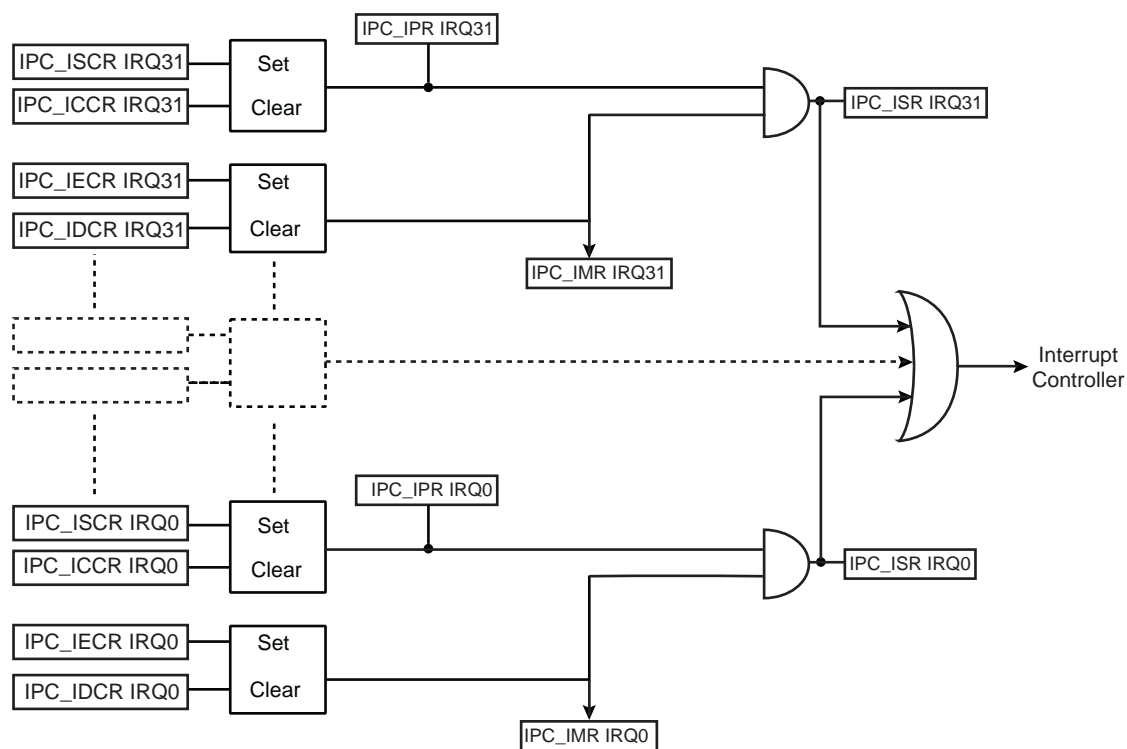 IPC_IPR IRQ31
IPC_ISCR IRQ31
Set
IPC_ICCR IRQ31
Clear
IPC_ISR IRQ31
IPC_IECR IRQ31
Set
IPC_IDCR IRQ31
Clear
IPC_IMR IRQ31
Interrupt
Controller
IPC_IPR IRQ0
IPC_ISCR IRQ0
Set
IPC_ICCR IRQ0
Clear
IPC_ISR IRQ0
IPC_IECR IRQ0
Set
IPC_IDCR IRQ0
Clear
IPC_IMR IRQ0